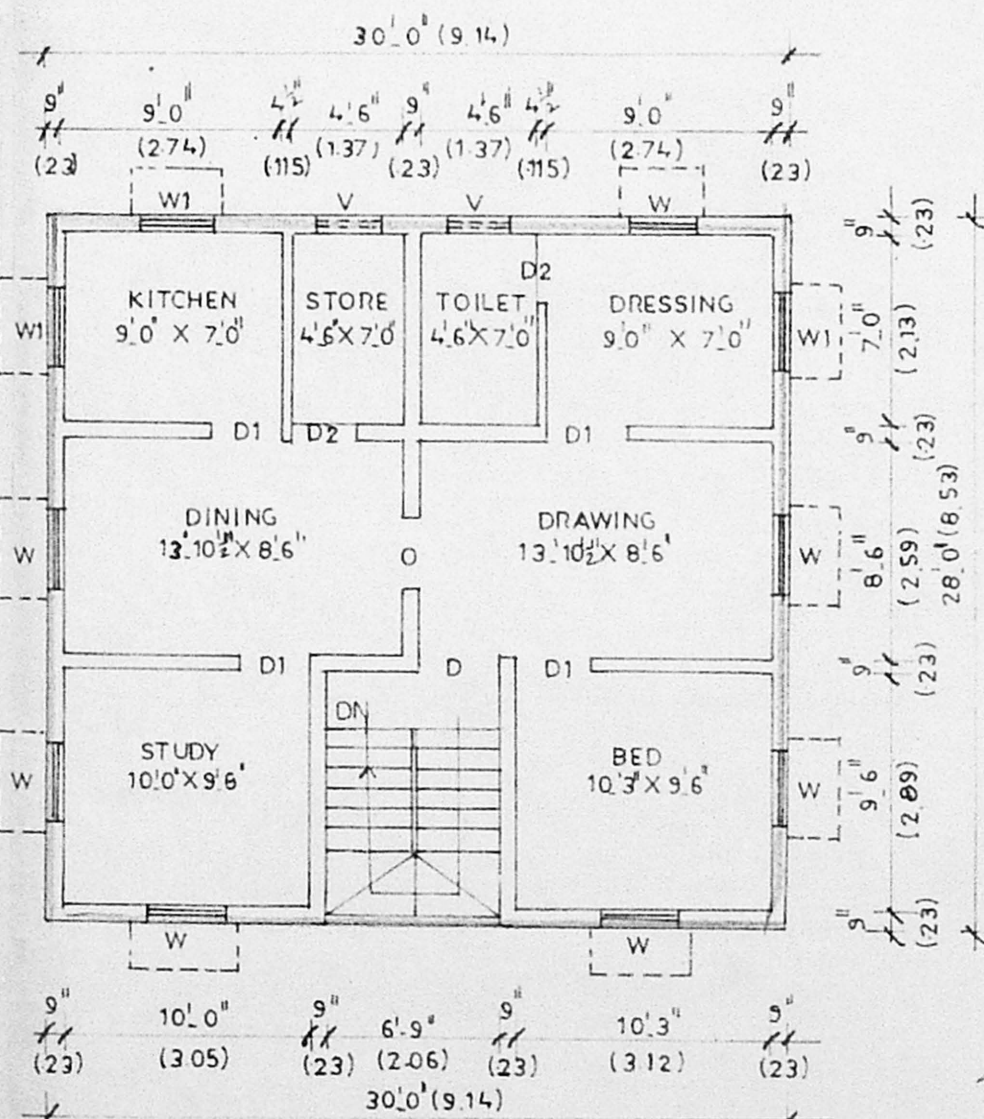 30'-0" (9.14)
9" 9'-0" 4½" 4'-6" 9" 4'-6" 4½" 9'-0" 9"
(.23) (2.74) (.115) (1.37) (.23) (1.37) (.115) (2.74) (.23)
W1 V V W
9" (.23)
D2
KITCHEN STORE TOILET DRESSING
9'-0" X 7'-0" 4'-6" X 7'-0" 4'-6" X 7'-0" 9'-0" X 7'-0"
W1 W1 7'-0" (2.13)
D1 D2 D1 9" (.23)
DINING DRAWING
13'-10½" X 8'-6" 13'-10½" X 8'-6"
W O W 8'-6" (2.59) 28'-0" (8.53)
D1 D D1 9" (.23)
DN
STUDY BED
10'-0" X 9'-6" 10'-3" X 9'-6"
W W 9'-6" (2.89)
9" (.23)
W W
9" 10'-0" 9" 6'-9" 9" 10'-3" 9"
(.23) (3.05) (.23) (2.06) (.23) (3.12) (.23)
30'-0" (9.14)